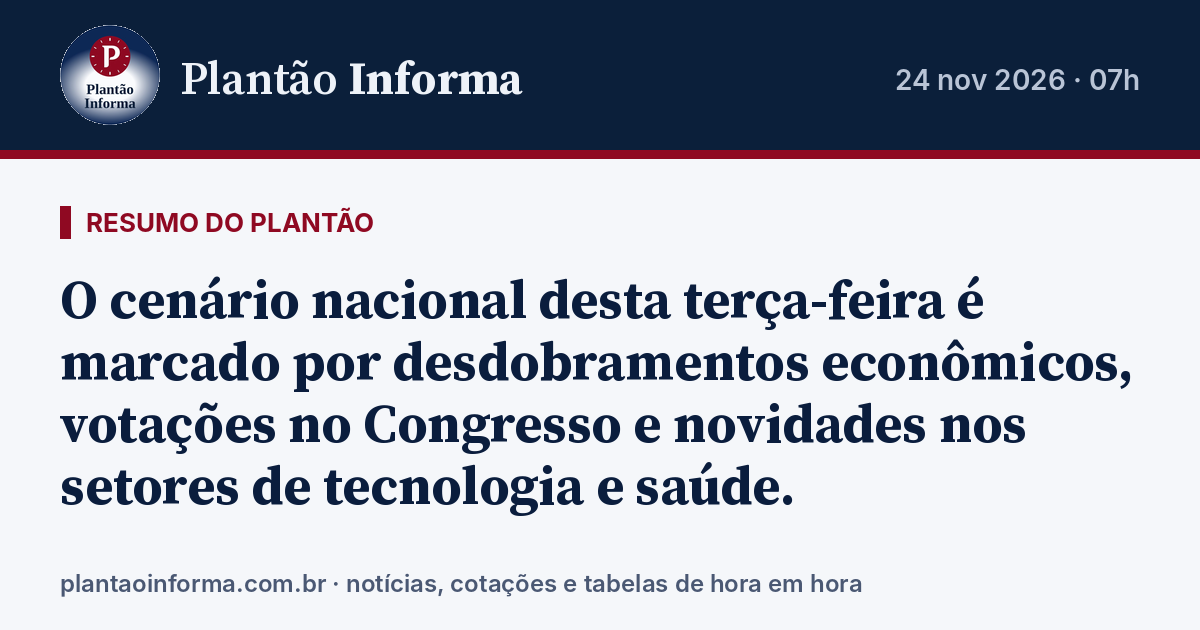 P
Plantão
Informa
Plantão Informa
24 nov 2026 · 07h
RESUMO DO PLANTÃO
O cenário nacional desta terça-feira é
marcado por desdobramentos econômicos,
votações no Congresso e novidades nos
setores de tecnologia e saúde.
plantaoinforma.com.br · notícias, cotações e tabelas de hora em hora